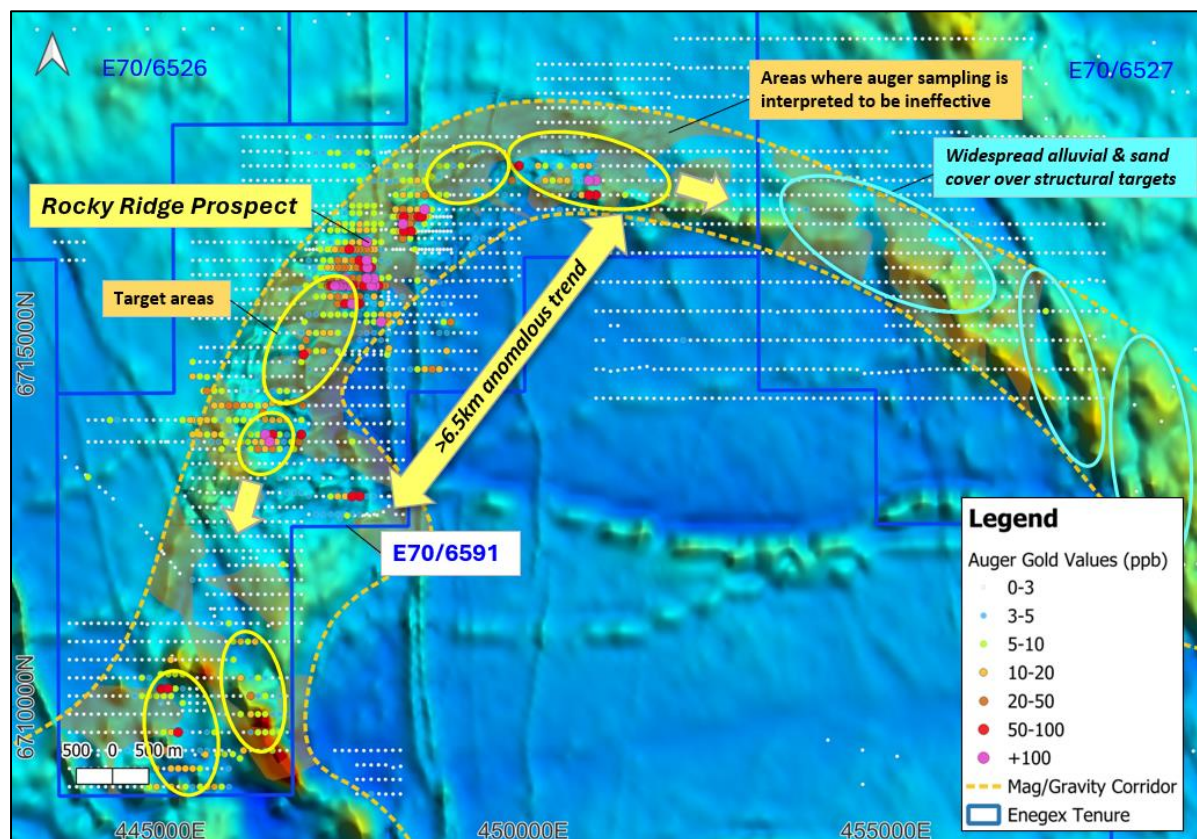 E70/6526
E70/6527
Areas where auger sampling is
interpreted to be ineffective
Widespread alluvial & sand
cover over structural targets
Rocky Ridge Prospect
Target areas
>6.5km anomalous trend
6715000N
E70/6591
6710000N
500 0 500 m
445000E
450000E
455000E
Legend
Auger Gold Values (ppb)
0-3
3-5
5-10
10-20
20-50
50-100
+100
Mag/Gravity Corridor
Enegex Tenure